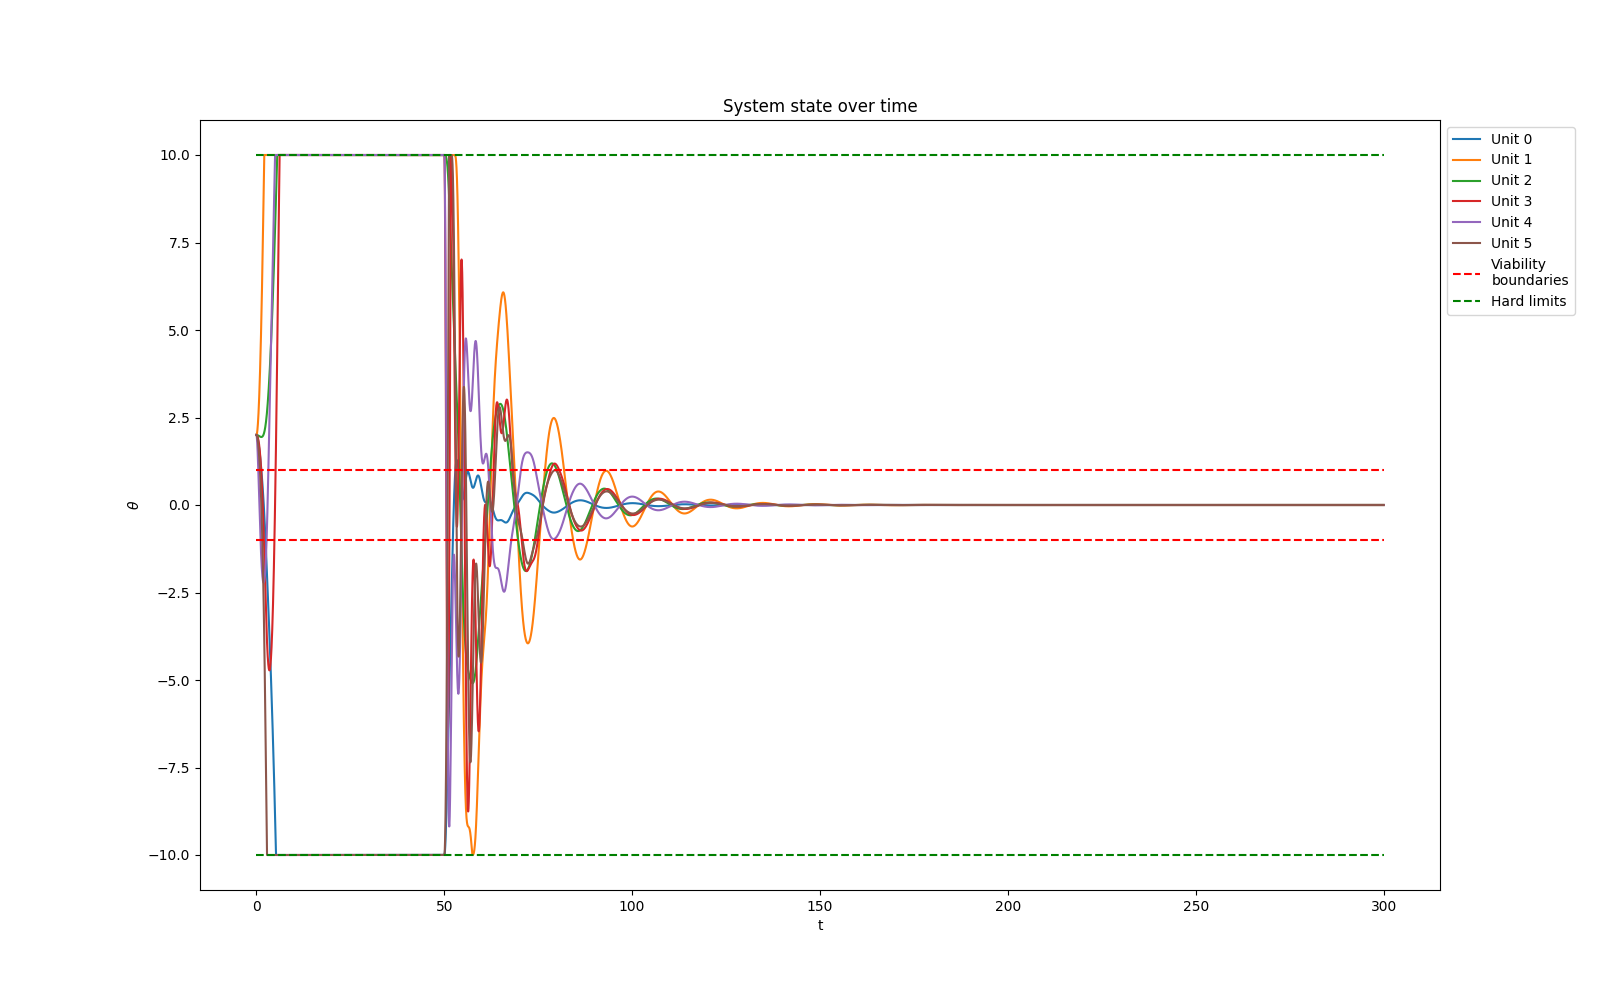 System state over time
10.0
7.5
5.0
2.5
0.0
−2.5
−5.0
−7.5
−10.0
θ
0
50
100
150
200
250
300
t
Unit 0
Unit 1
Unit 2
Unit 3
Unit 4
Unit 5
Viability
boundaries
Hard limits